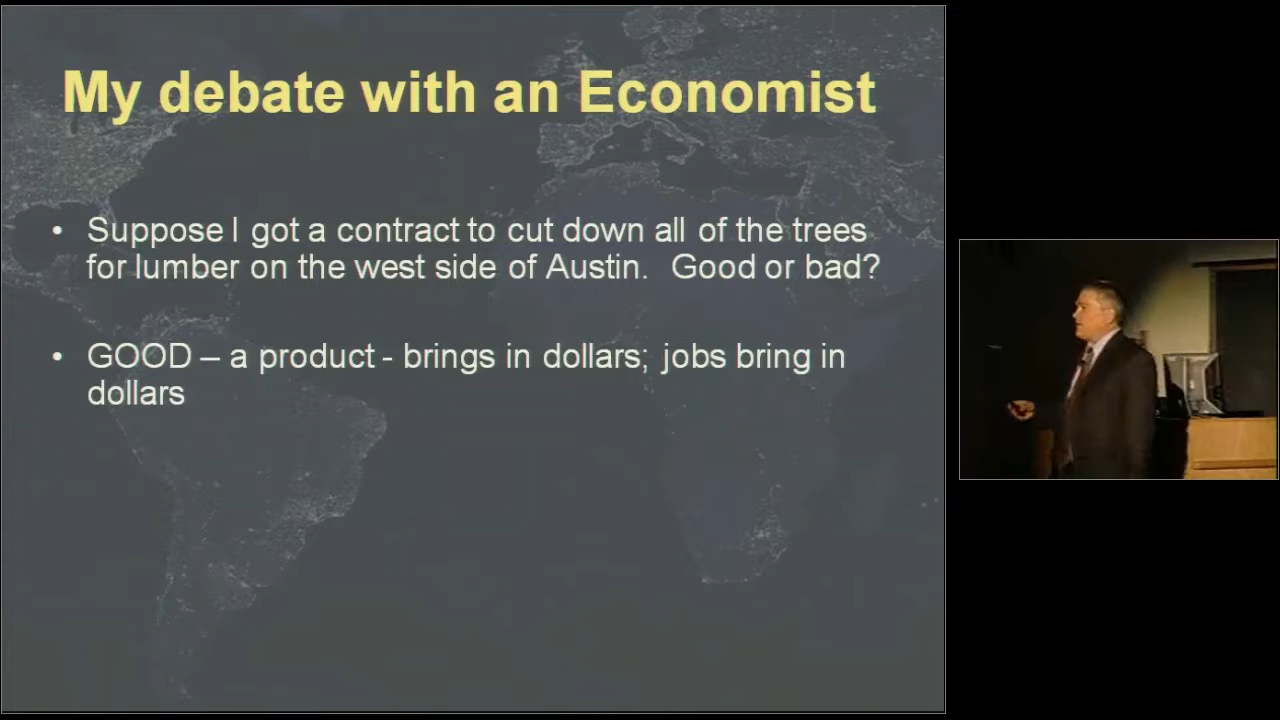 My debate with an Economist
• Suppose I got a contract to cut down all of the trees
for lumber on the west side of Austin.  Good or bad?
• GOOD – a product - brings in dollars; jobs bring in
dollars